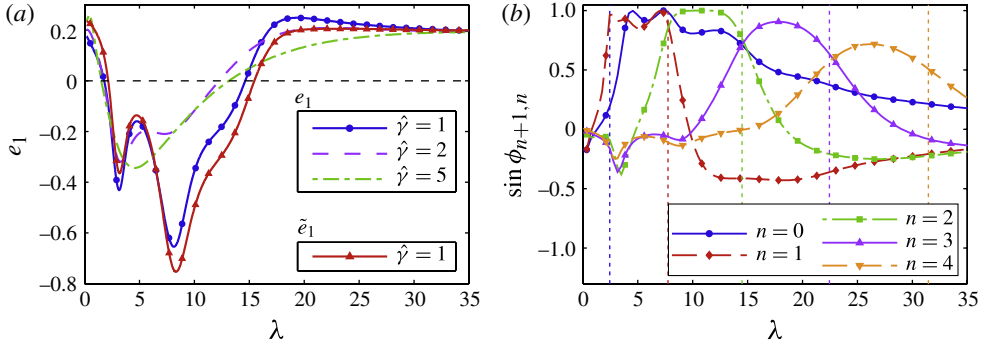 (a)
0.2
0
−0.2
−0.4
−0.6
−0.8
e₁
e₁
γ̂ = 1
γ̂ = 2
γ̂ = 5
ẽ₁
γ̂ = 1
0 5 10 15 20 25 30 35
λ
(b)
1.0
0.5
0
−0.5
−1.0
sin ϕₙ₊₁,ₙ
n = 0
n = 1
n = 2
n = 3
n = 4
0 5 10 15 20 25 30 35
λ